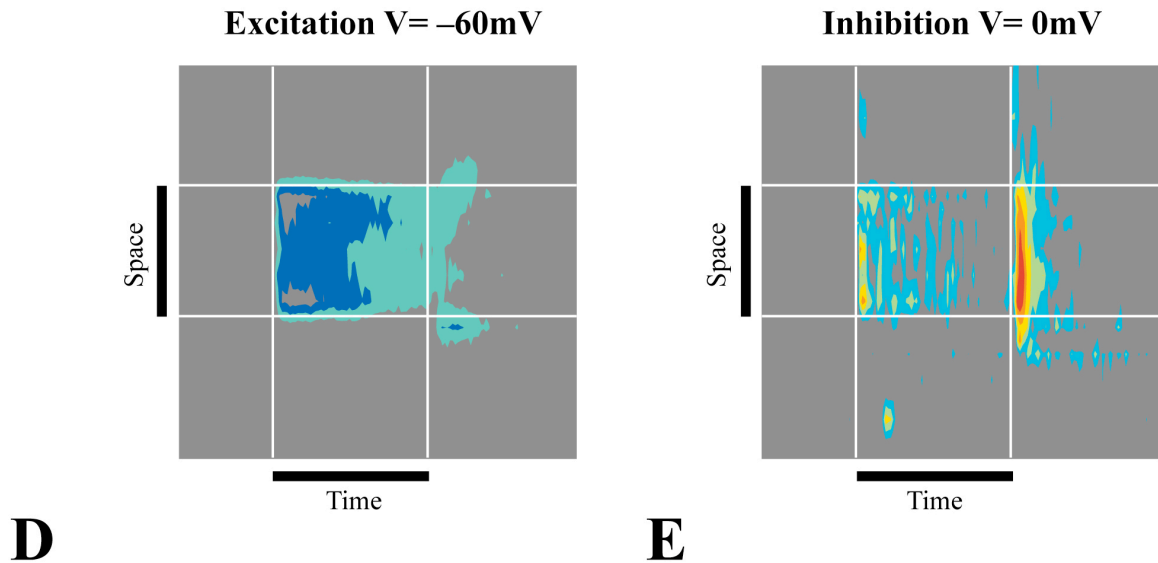 Excitation V= –60mV
Inhibition V= 0mV
Space
Space
Time
Time
D
E